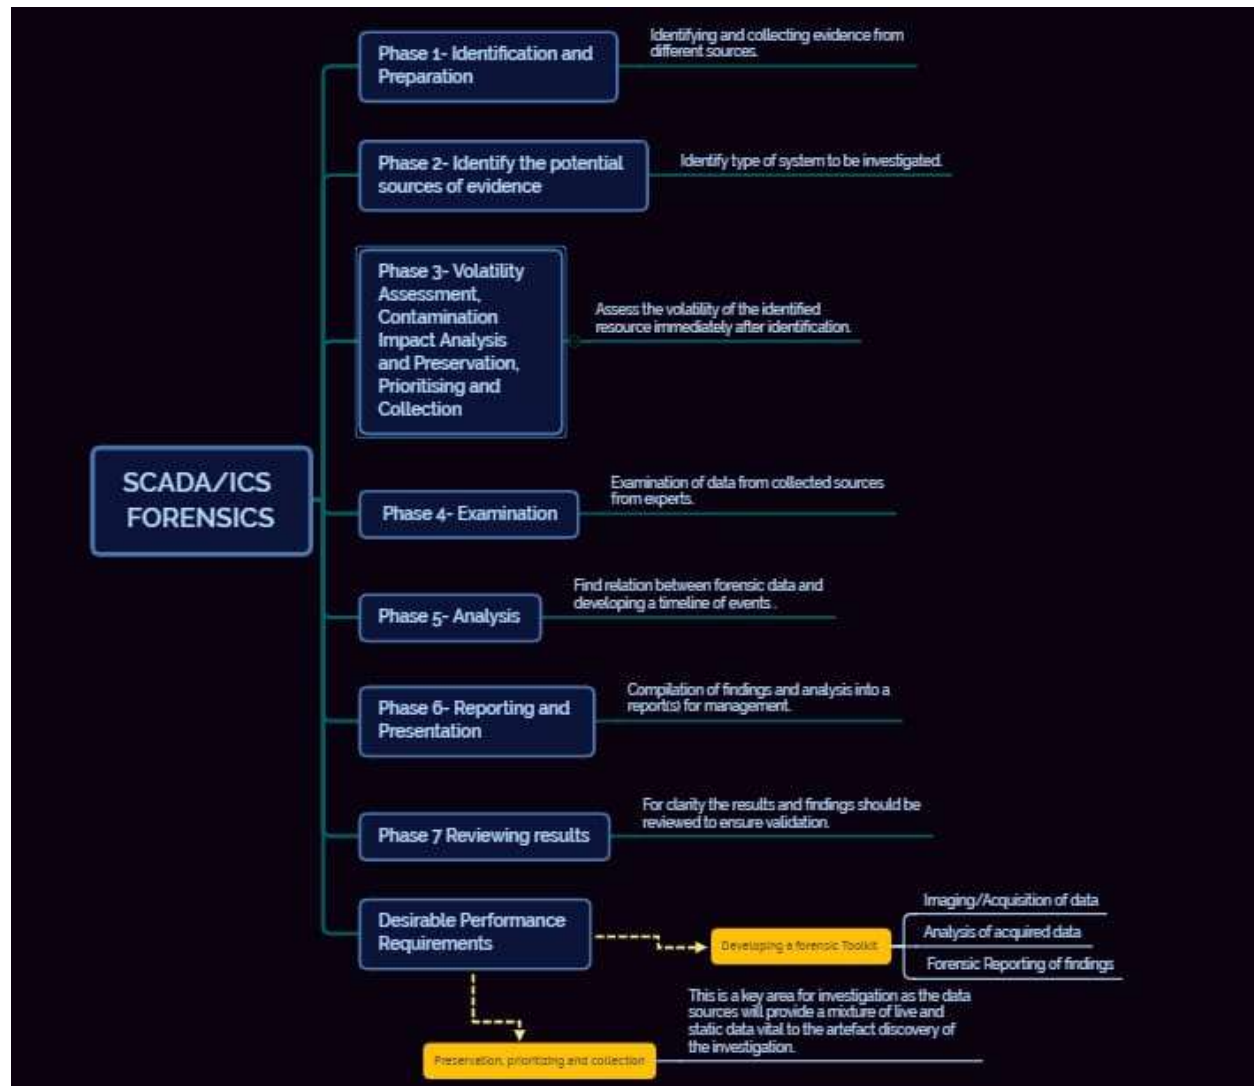 Phase 1- Identification and
Preparation
Identifying and collecting evidence from
different sources.
Phase 2- Identify the potential
sources of evidence
Identify type of system to be investigated.
Phase 3- Volatility
Assessment,
Contamination
Impact Analysis
and Preservation,
Prioritising and
Collection
Assess the volatility of the identified
resource immediately after identification.
SCADA/ICS
FORENSICS
Phase 4- Examination
Examination of data from collected sources
from experts.
Phase 5- Analysis
Find relation between forensic data and
developing a timeline of events .
Phase 6- Reporting and
Presentation
Compilation of findings and analysis into a
report(s) for management.
Phase 7 Reviewing results
For clarity the results and findings should be
reviewed to ensure validation.
Desirable Performance
Requirements
Developing a forensic Toolkit
Imaging/Acquisition of data
Analysis of acquired data
Forensic Reporting of findings
Preservation, prioritizing and collection
This is a key area for investigation as the data
sources will provide a mixture of live and
static data vital to the artefact discovery of
the investigation.